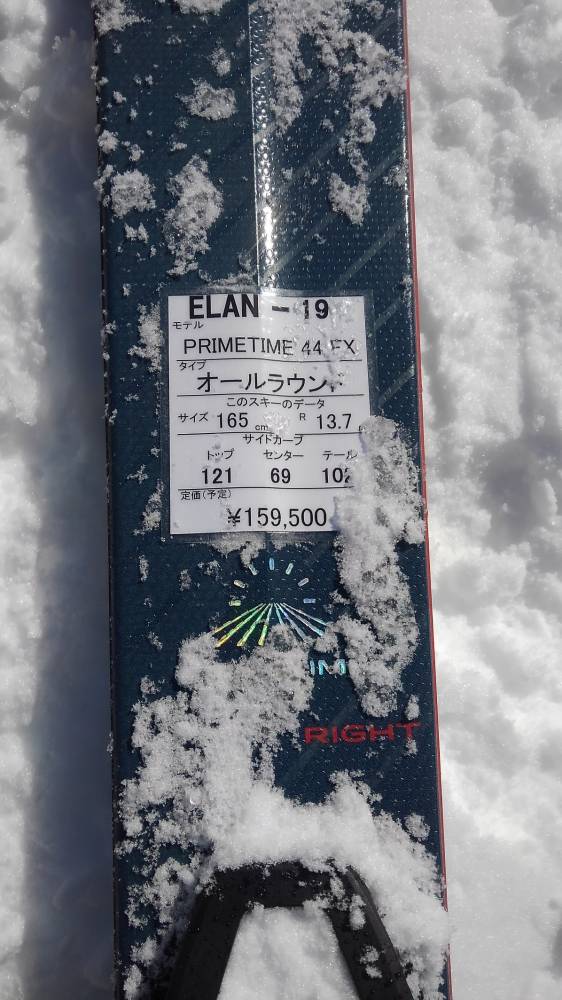 ELAN - 19
モデル
PRIMETIME 44 FX
タイプ
オールラウンド
このスキーのデータ
サイズ 165 cm R 13.7
サイドカーブ
トップ センター テール
121 69 102
定価(予定)
¥159,500
RIGHT